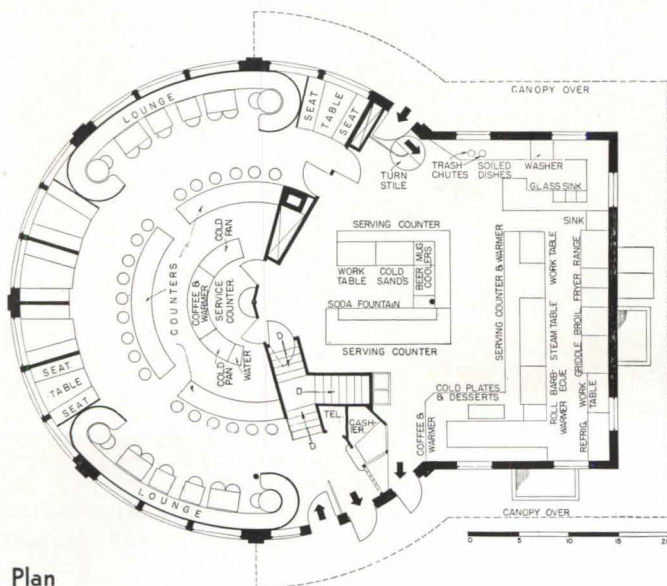 CANOPY OVER
LOUNGE
SEAT
TABLE
SEAT
TURN
STILE
TRASH
CHUTES
SOILED
DISHES
WASHER
GLASS SINK
SINK
COLD
PAN
SERVING COUNTER
WORK
TABLE
COLD
SANDS
BEER MUG
COOLERS
SODA FOUNTAIN
SERVING COUNTER
COUNTERS
COFFEE &
WARMER
SERVICE
COUNTER
COLD
PAN
WATER
SERVING COUNTER & WARMER
WORK TABLE
STEAM TABLE
BARB-
ECUE
ROLL
WARMER
RANGE
FRYER
BROIL
GRIDDLE
WORK
TABLE
REFRIG.
SEAT
TABLE
SEAT
D
D
D
TEL.
CASH-
IER
COLD PLATES
& DESSERTS
COFFEE &
WARMER
LOUNGE
CANOPY OVER
0 5 10 15 20
Plan